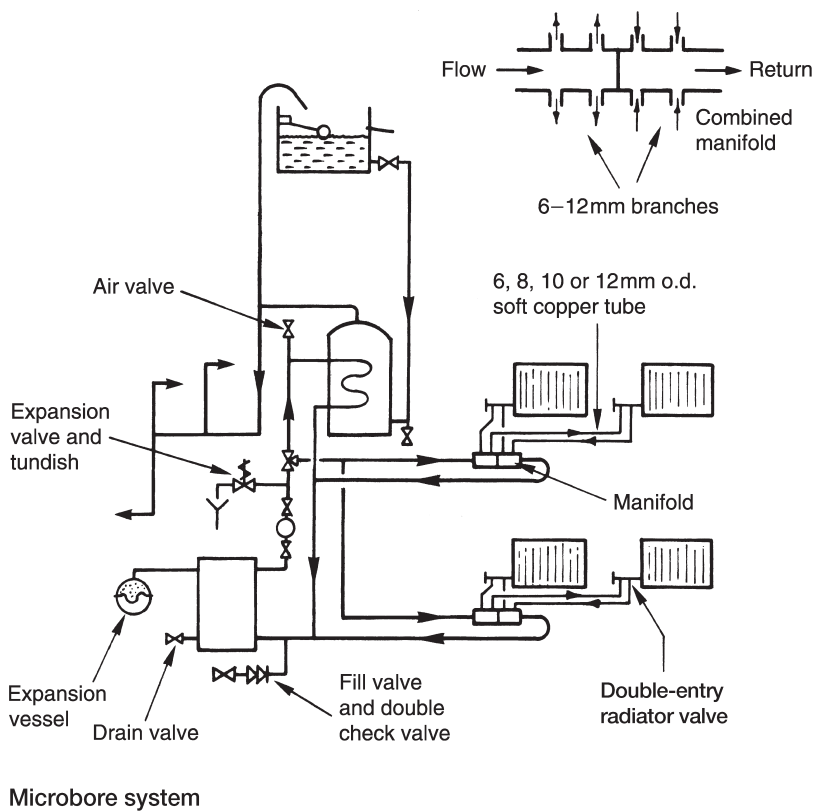 Flow
Return
Combined
manifold
6–12mm branches
Air valve
6, 8, 10 or 12mm o.d.
soft copper tube
Expansion
valve and
tundish
Manifold
Expansion
vessel
Drain valve
Fill valve
and double
check valve
Double-entry
radiator valve
Microbore system